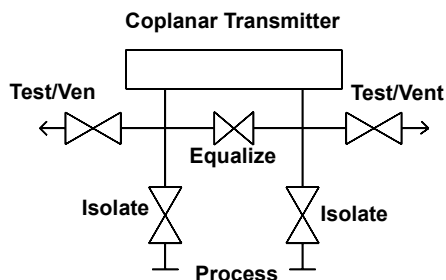 Coplanar Transmitter
Test/Ven
Test/Vent
Equalize
Isolate
Isolate
Process